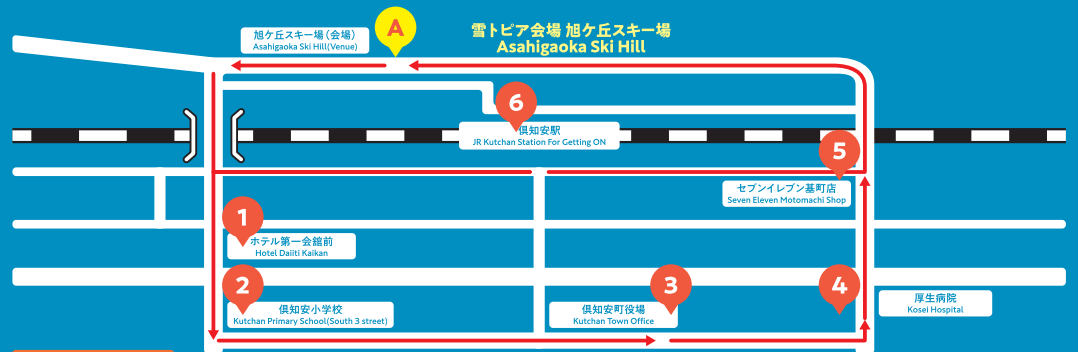 雪トピア会場 旭ケ丘スキー場
Asahigaoka Ski Hill
A
旭ケ丘スキー場（会場）
Asahigaoka Ski Hill(Venue)
6
倶知安駅
JR Kutchan Station For Getting ON
5
セブンイレブン基町店
Seven Eleven Motomachi Shop
1
ホテル第一会館前
Hotel Daiiti Kaikan
2
倶知安小学校
Kutchan Primary School(South 3 street)
3
倶知安町役場
Kutchan Town Office
4
厚生病院
Kosei Hospital